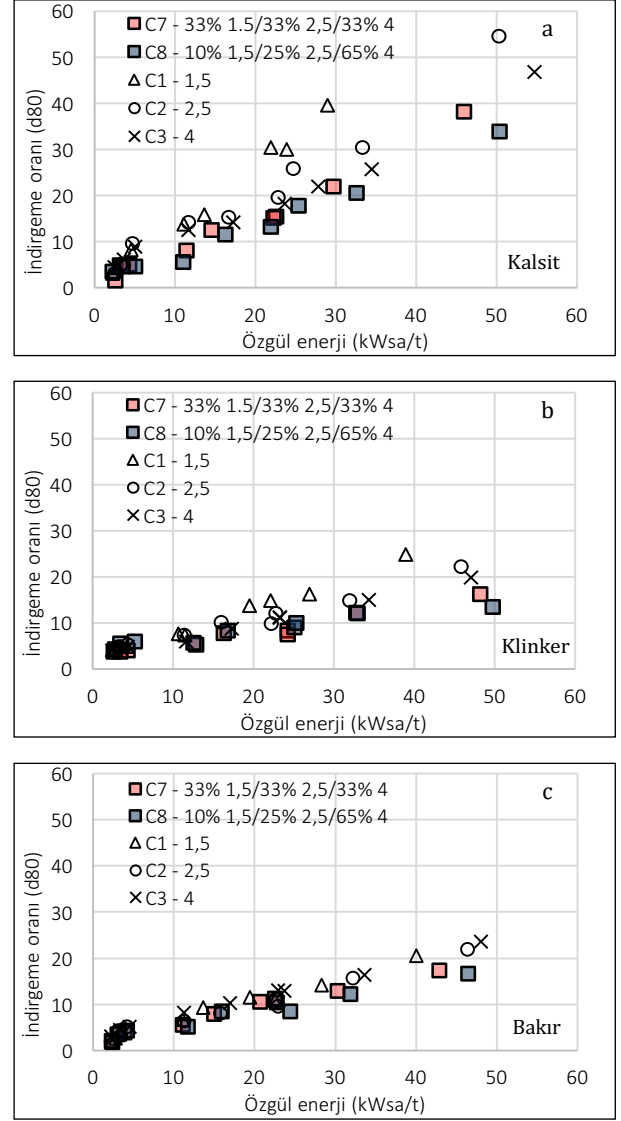 a
C7 - 33% 1.5/33% 2,5/33% 4
C8 - 10% 1,5/25% 2,5/65% 4
C1 - 1,5
C2 - 2,5
C3 - 4
İndirgeme oranı (d80)
60
50
40
30
20
10
0
Kalsit
0 10 20 30 40 50 60
Özgül enerji (kWsa/t)
b
C7 - 33% 1.5/33% 2,5/33% 4
C8 - 10% 1,5/25% 2,5/65% 4
C1 - 1,5
C2 - 2,5
C3 - 4
İndirgeme oranı (d80)
60
50
40
30
20
10
0
Klinker
0 10 20 30 40 50 60
Özgül enerji (kWsa/t)
c
C7 - 33% 1,5/33% 2,5/33% 4
C8 - 10% 1,5/25% 2,5/65% 4
C1 - 1,5
C2 - 2,5
C3 - 4
İndirgeme oranı (d80)
60
50
40
30
20
10
0
Bakır
0 10 20 30 40 50 60
Özgül enerji (kWsa/t)